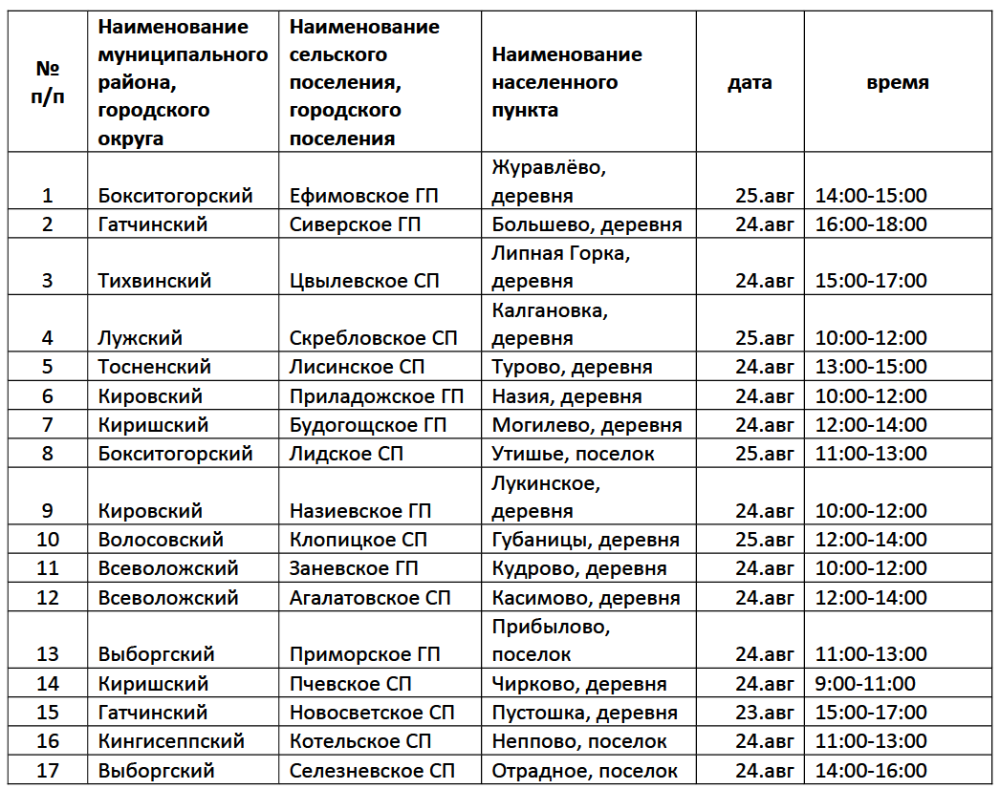 № п/п | Наименование муниципального района, городского округа | Наименование сельского поселения, городского поселения | Наименование населенного пункта | дата | время
1 | Бокситогорский | Ефимовское ГП | Журавлёво, деревня | 25.авг | 14:00-15:00
2 | Гатчинский | Сиверское ГП | Большево, деревня | 24.авг | 16:00-18:00
3 | Тихвинский | Цвылевское СП | Липная Горка, деревня | 24.авг | 15:00-17:00
4 | Лужский | Скребловское СП | Калгановка, деревня | 25.авг | 10:00-12:00
5 | Тосненский | Лисинское СП | Турово, деревня | 24.авг | 13:00-15:00
6 | Кировский | Приладожское ГП | Назия, деревня | 24.авг | 10:00-12:00
7 | Киришский | Будогощское ГП | Могилево, деревня | 24.авг | 12:00-14:00
8 | Бокситогорский | Лидское СП | Утишье, поселок | 25.авг | 11:00-13:00
9 | Кировский | Назиевское ГП | Лукинское, деревня | 24.авг | 10:00-12:00
10 | Волосовский | Клопицкое СП | Губаницы, деревня | 25.авг | 12:00-14:00
11 | Всеволожский | Заневское ГП | Кудрово, деревня | 24.авг | 10:00-12:00
12 | Всеволожский | Агалатовское СП | Касимово, деревня | 24.авг | 12:00-14:00
13 | Выборгский | Приморское ГП | Прибылово, поселок | 24.авг | 11:00-13:00
14 | Киришский | Пчевское СП | Чирково, деревня | 24.авг | 9:00-11:00
15 | Гатчинский | Новосветское СП | Пустошка, деревня | 23.авг | 15:00-17:00
16 | Кингисеппский | Котельское СП | Неппово, поселок | 24.авг | 11:00-13:00
17 | Выборгский | Селезневское СП | Отрадное, поселок | 24.авг | 14:00-16:00